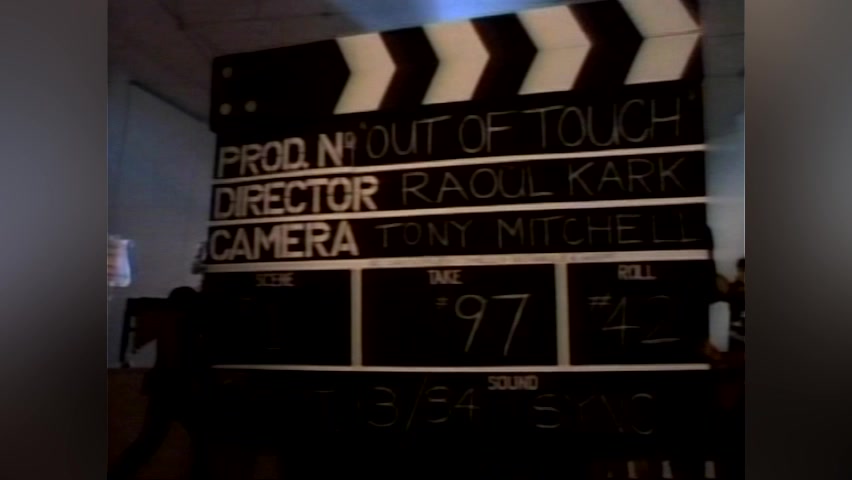 PROD. Nº "OUT OF TOUCH"
DIRECTOR RAOUL KARK
CAMERA TONY MITCHELL
SCENE TAKE ROLL
#97 #42
SOUND
SYNC